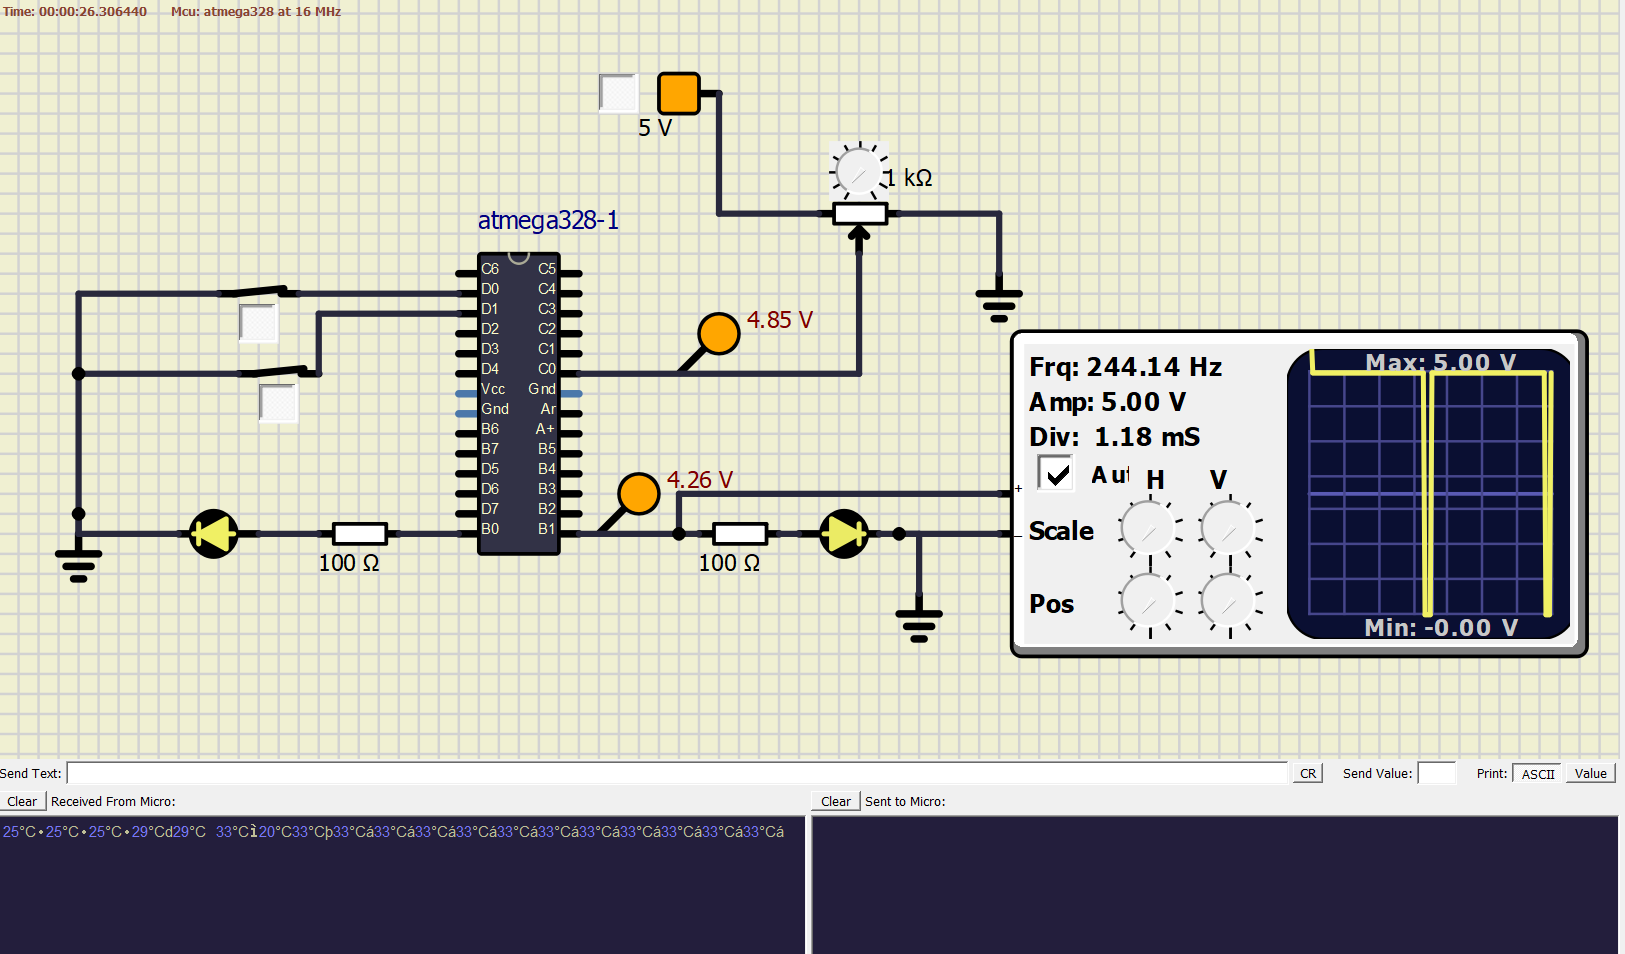 Time: 00:00:26.306440 Mcu: atmega328 at 16 MHz
5 V
1 kΩ
atmega328-1
C6 C5
D0 C4
D1 C3
D2 C2
D3 C1
D4 C0
Vcc Gnd
Gnd Ar
B6 A+
B7 B5
D5 B4
D6 B3
D7 B2
B0 B1
4.85 V
4.26 V
100 Ω
100 Ω
Frq: 244.14 Hz
Amp: 5.00 V
Div: 1.18 mS
Aut
H V
Scale
Pos
+
−
Max: 5.00 V
Min: -0.00 V
Send Text: CR Send Value: Print: ASCII Value
Clear Received From Micro: Clear Sent to Micro:
25°C•25°C•25°C•29°Cd29°C 33°CÌ20°C33°Cþ33°Cá33°Cá33°Cá33°Cá33°Cá33°Cá33°Cá33°Cá33°Cá33°Cá33°Cá